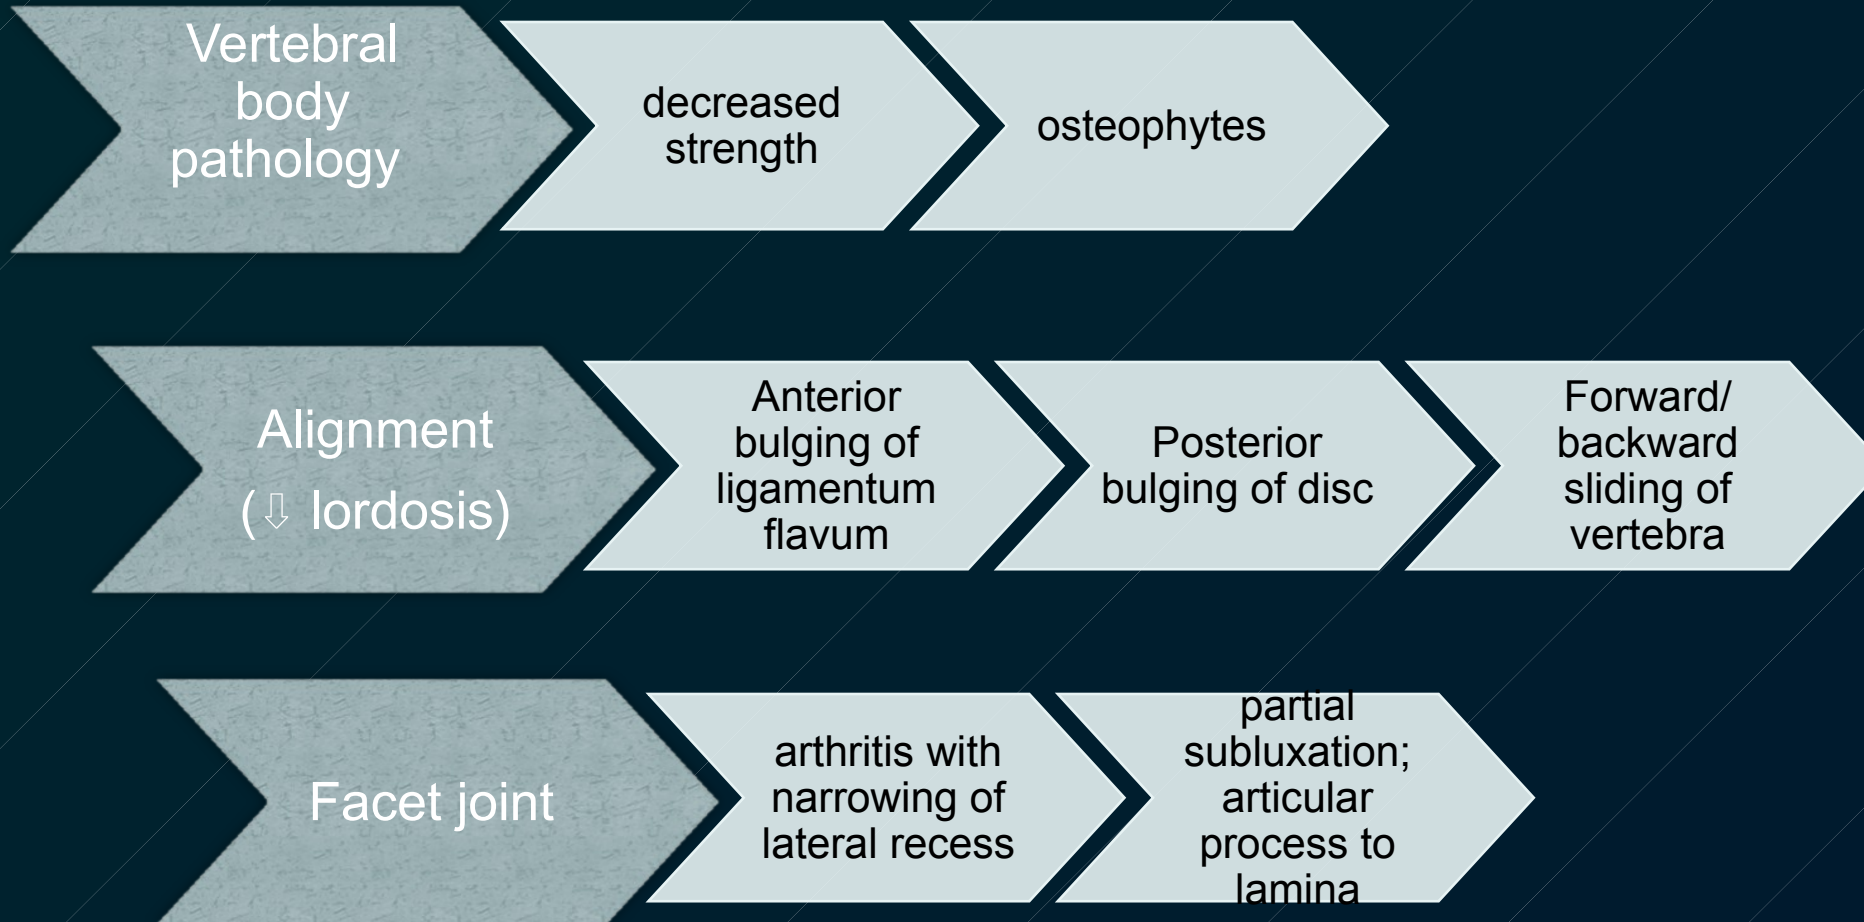 Vertebral
body
pathology
decreased
strength
osteophytes
Alignment
(⇩ lordosis)
Anterior
bulging of
ligamentum
flavum
Posterior
bulging of disc
Forward/
backward
sliding of
vertebra
Facet joint
arthritis with
narrowing of
lateral recess
partial
subluxation;
articular
process to
lamina